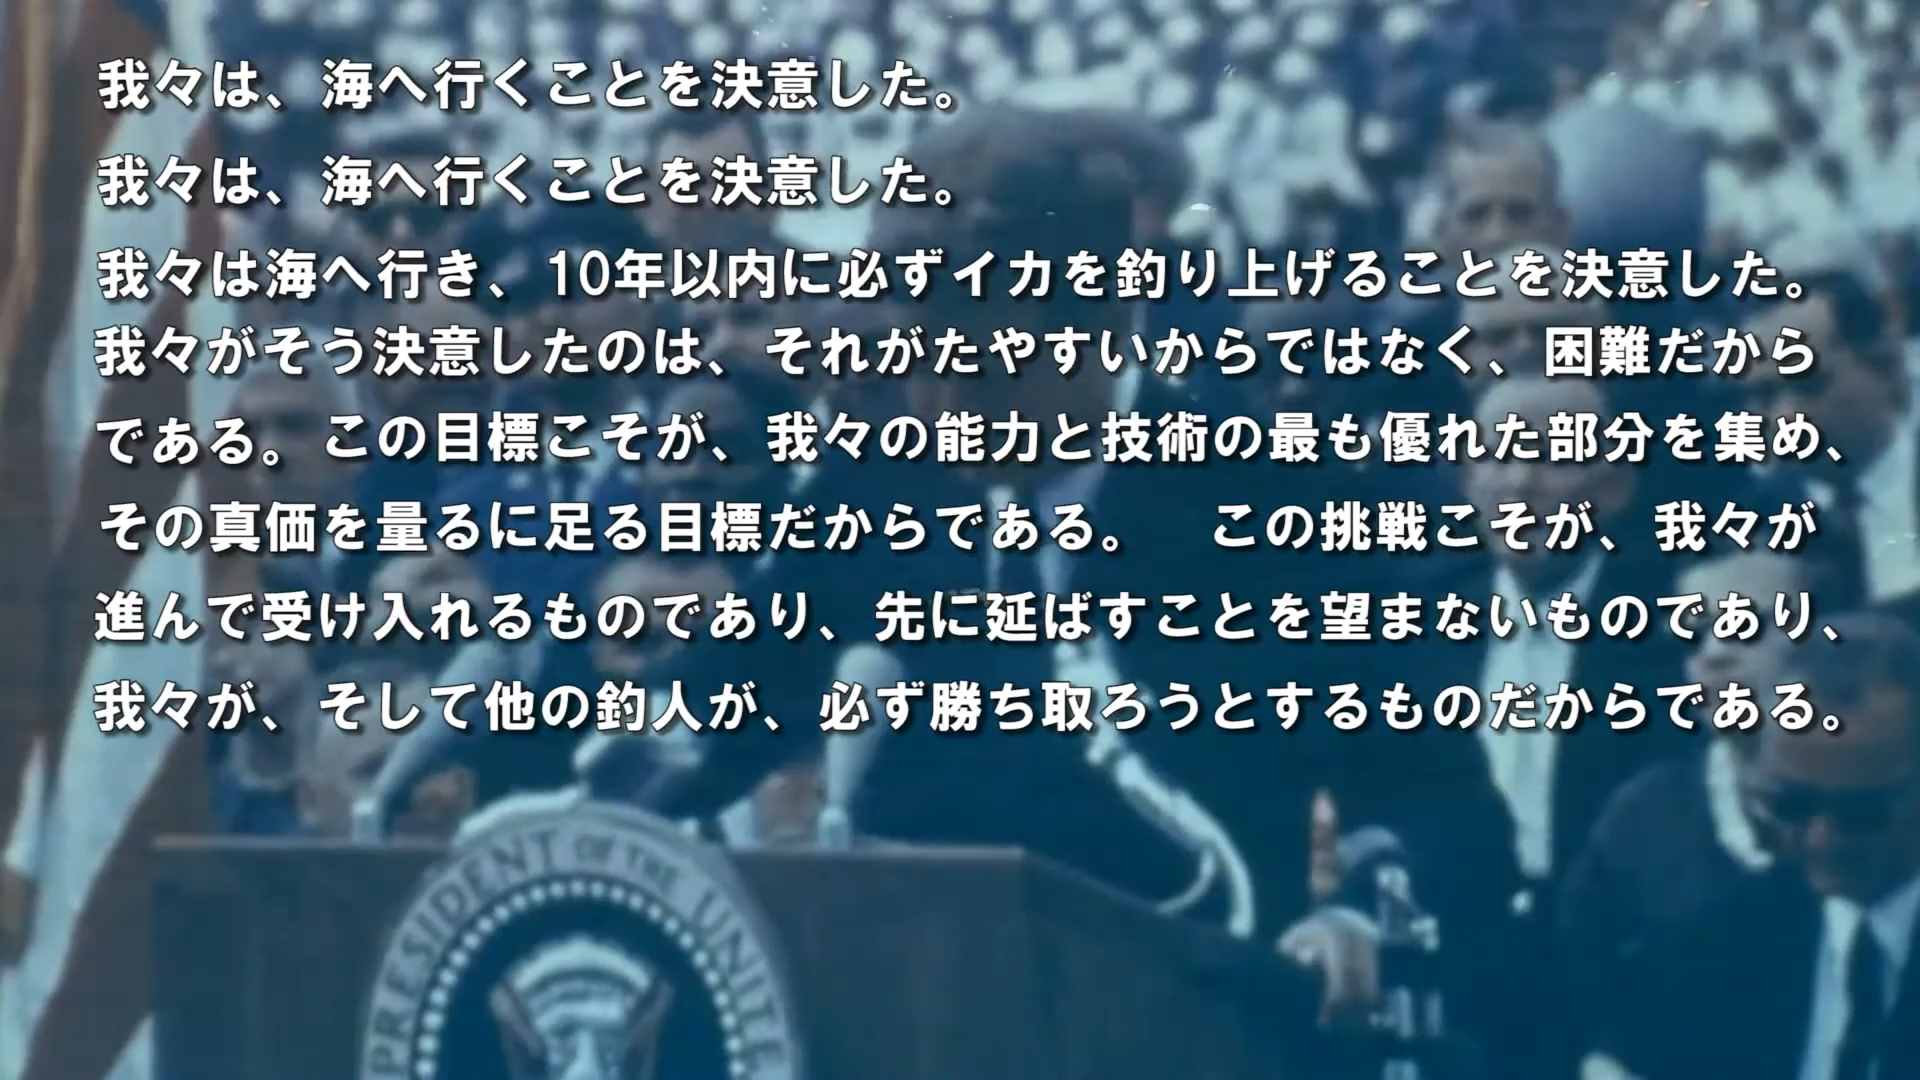 我々は、海へ行くことを決意した。
我々は、海へ行くことを決意した。
我々は海へ行き、10年以内に必ずイカを釣り上げることを決意した。
我々がそう決意したのは、それがたやすいからではなく、困難だから
である。この目標こそが、我々の能力と技術の最も優れた部分を集め、
その真価を量るに足る目標だからである。　この挑戦こそが、我々が
進んで受け入れるものであり、先に延ばすことを望まないものであり、
我々が、そして他の釣人が、必ず勝ち取ろうとするものだからである。
PRESIDENT OF THE UNITE